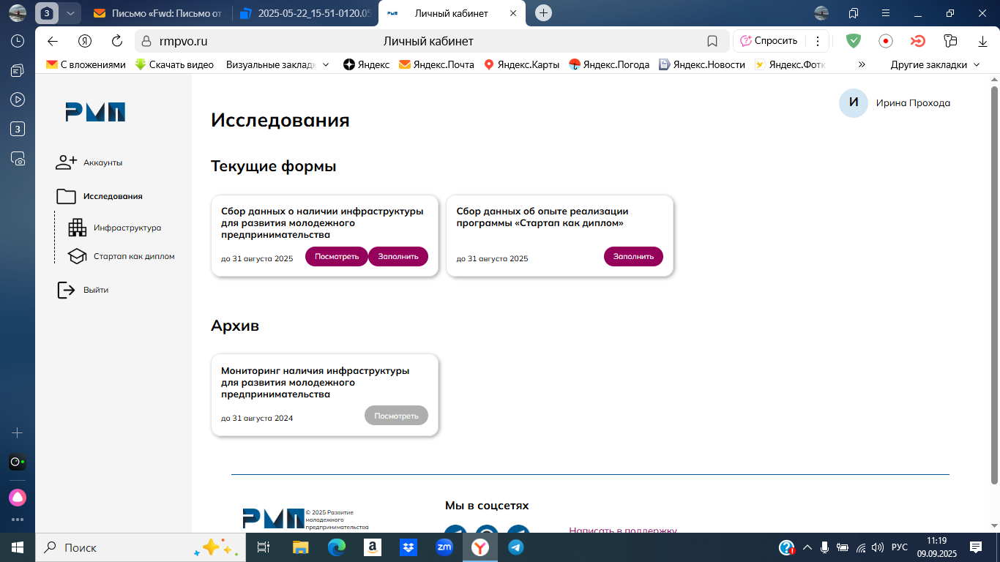 3
Письмо «Fwd: Письмо от
2025-05-22_15-51-0120.05
РМП
Личный кабинет
rmpvo.ru
Личный кабинет
Спросить
С вложениями
Скачать видео
Визуальные заклад
Яндекс
Яндекс.Почта
Яндекс.Карты
Яндекс.Погода
Яндекс.Новости
Яндекс.Фотк
»
Другие закладки
3
РМП
Аккаунты
Исследования
Инфраструктура
Стартап как диплом
Выйти
И
Ирина Прохода
Исследования
Текущие формы
Сбор данных о наличии инфраструктуры
для развития молодежного
предпринимательства
до 31 августа 2025
Посмотреть
Заполнить
Сбор данных об опыте реализации
программы «Стартап как диплом»
до 31 августа 2025
Заполнить
Архив
Мониторинг наличия инфраструктуры
для развития молодежного
предпринимательства
до 31 августа 2024
Посмотреть
РМП
© 2025 Развитие
молодежного
предпринимательства
Мы в соцсетях
Написать в поддержку
Поиск
a
zm
РУС
11:19
09.09.2025